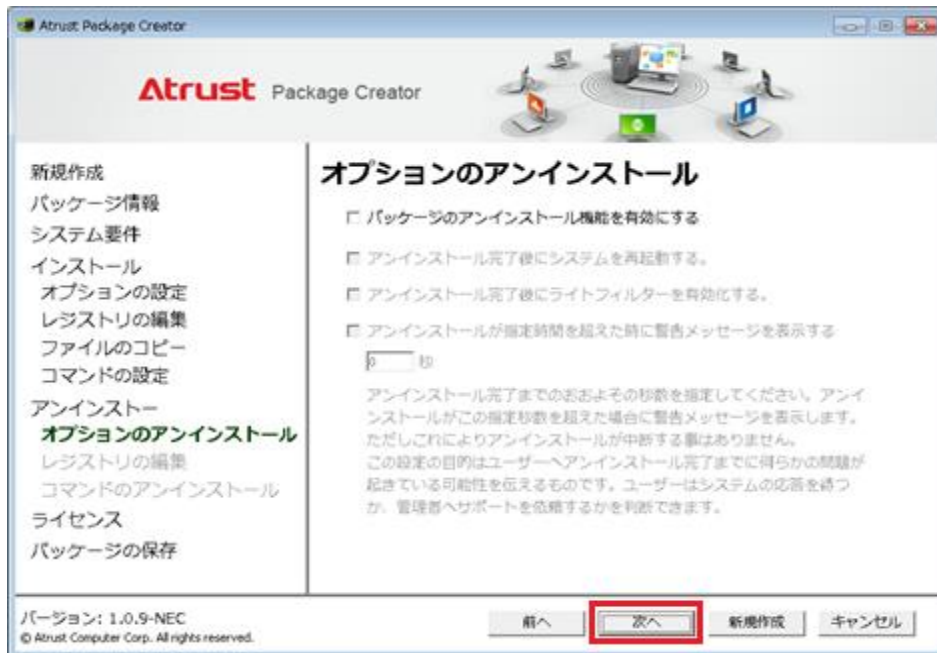 Atrust Package Creator
Atrust Package Creator
新規作成
パッケージ情報
システム要件
インストール
オプションの設定
レジストリの編集
ファイルのコピー
コマンドの設定
アンインストー
オプションのアンインストール
レジストリの編集
コマンドのアンインストール
ライセンス
パッケージの保存
オプションのアンインストール
パッケージのアンインストール機能を有効にする
アンインストール完了後にシステムを再起動する。
アンインストール完了後にライトフィルターを有効化する。
アンインストールが指定時間を超えた時に警告メッセージを表示する
0 秒
アンインストール完了までのおおよその秒数を指定してください。アンイ
ンストールがこの指定秒数を超えた場合に警告メッセージを表示します。
ただしこれによりアンインストールが中断する事はありません。
この設定の目的はユーザーへアンインストール完了までに何らかの問題が
起きている可能性を伝えるものです。ユーザーはシステムの応答を待つ
か、管理者へサポートを依頼するかを判断できます。
バージョン: 1.0.9-NEC
© Atrust Computer Corp. All rights reserved.
前へ 次へ 新規作成 キャンセル